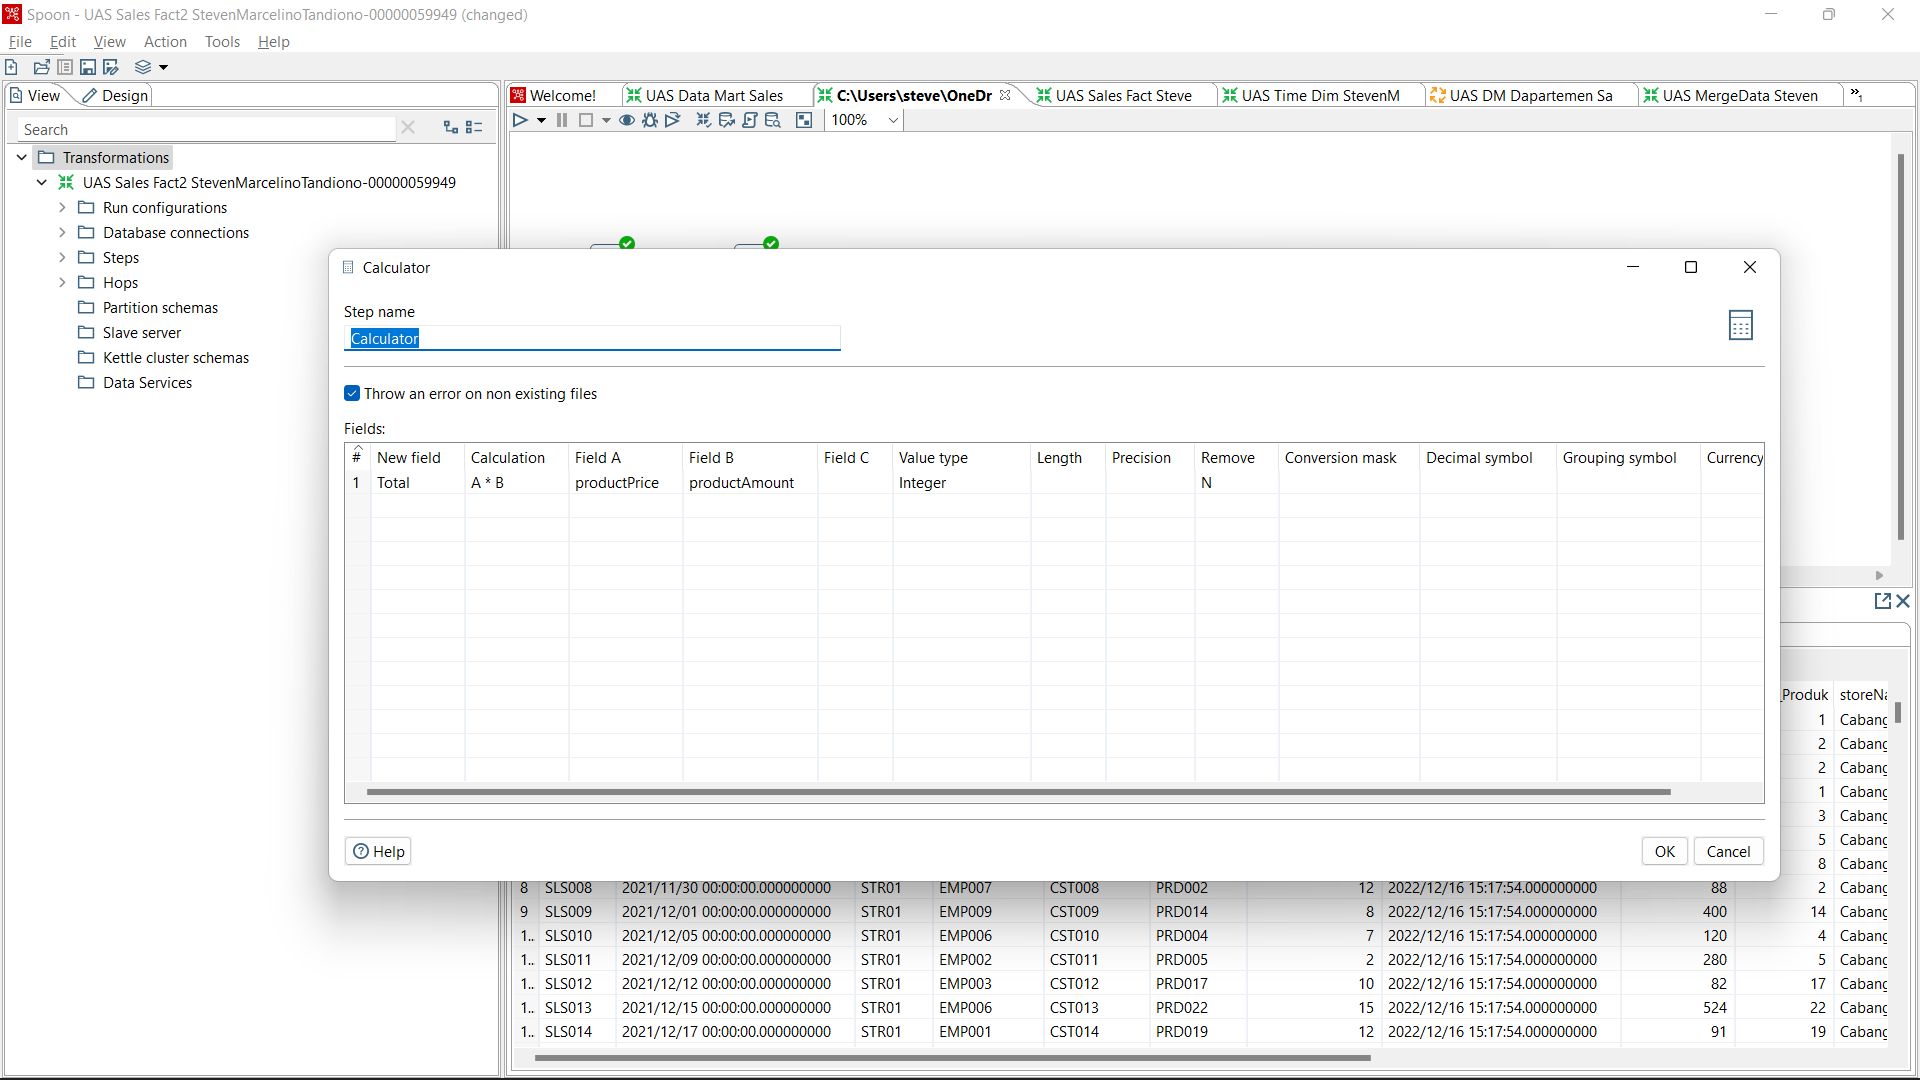 Spoon - UAS Sales Fact2 StevenMarcelinoTandiono-00000059949 (changed)
File Edit View Action Tools Help
View Design
Welcome! UAS Data Mart Sales C:\Users\steve\OneDr UAS Sales Fact Steve UAS Time Dim StevenM UAS DM Dapartemen Sa UAS MergeData Steven »1
Search
100%
Transformations
UAS Sales Fact2 StevenMarcelinoTandiono-00000059949
Run configurations
Database connections
Steps
Hops
Partition schemas
Slave server
Kettle cluster schemas
Data Services
Calculator
Step name
Calculator
Throw an error on non existing files
Fields:
# New field Calculation Field A Field B Field C Value type Length Precision Remove Conversion mask Decimal symbol Grouping symbol Currency
1 Total A * B productPrice productAmount Integer N
Help OK Cancel
_Produk storeNa
1 Cabang
2 Cabang
2 Cabang
1 Cabang
3 Cabang
5 Cabang
8 Cabang
8 SLS008 2021/11/30 00:00:00.000000000 STR01 EMP007 CST008 PRD002 12 2022/12/16 15:17:54.000000000 88 2 Cabang
9 SLS009 2021/12/01 00:00:00.000000000 STR01 EMP009 CST009 PRD014 8 2022/12/16 15:17:54.000000000 400 14 Cabang
1.. SLS010 2021/12/05 00:00:00.000000000 STR01 EMP006 CST010 PRD004 7 2022/12/16 15:17:54.000000000 120 4 Cabang
1.. SLS011 2021/12/09 00:00:00.000000000 STR01 EMP002 CST011 PRD005 2 2022/12/16 15:17:54.000000000 280 5 Cabang
1.. SLS012 2021/12/12 00:00:00.000000000 STR01 EMP003 CST012 PRD017 10 2022/12/16 15:17:54.000000000 82 17 Cabang
1.. SLS013 2021/12/15 00:00:00.000000000 STR01 EMP006 CST013 PRD022 15 2022/12/16 15:17:54.000000000 524 22 Cabang
1.. SLS014 2021/12/17 00:00:00.000000000 STR01 EMP001 CST014 PRD019 12 2022/12/16 15:17:54.000000000 91 19 Cabang